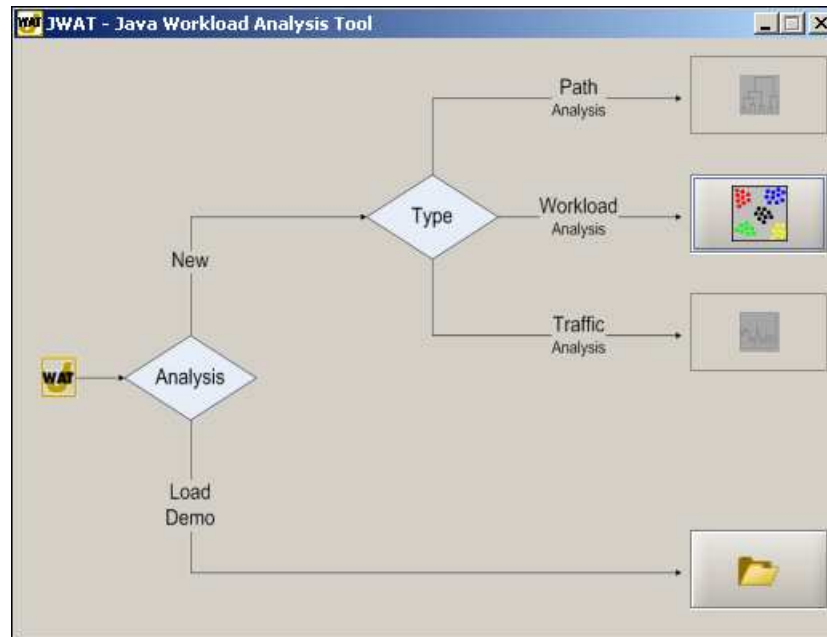 JWAT - Java Workload Analysis Tool
Path
Analysis
Workload
Analysis
Type
New
Traffic
Analysis
WAT
Analysis
Load
Demo